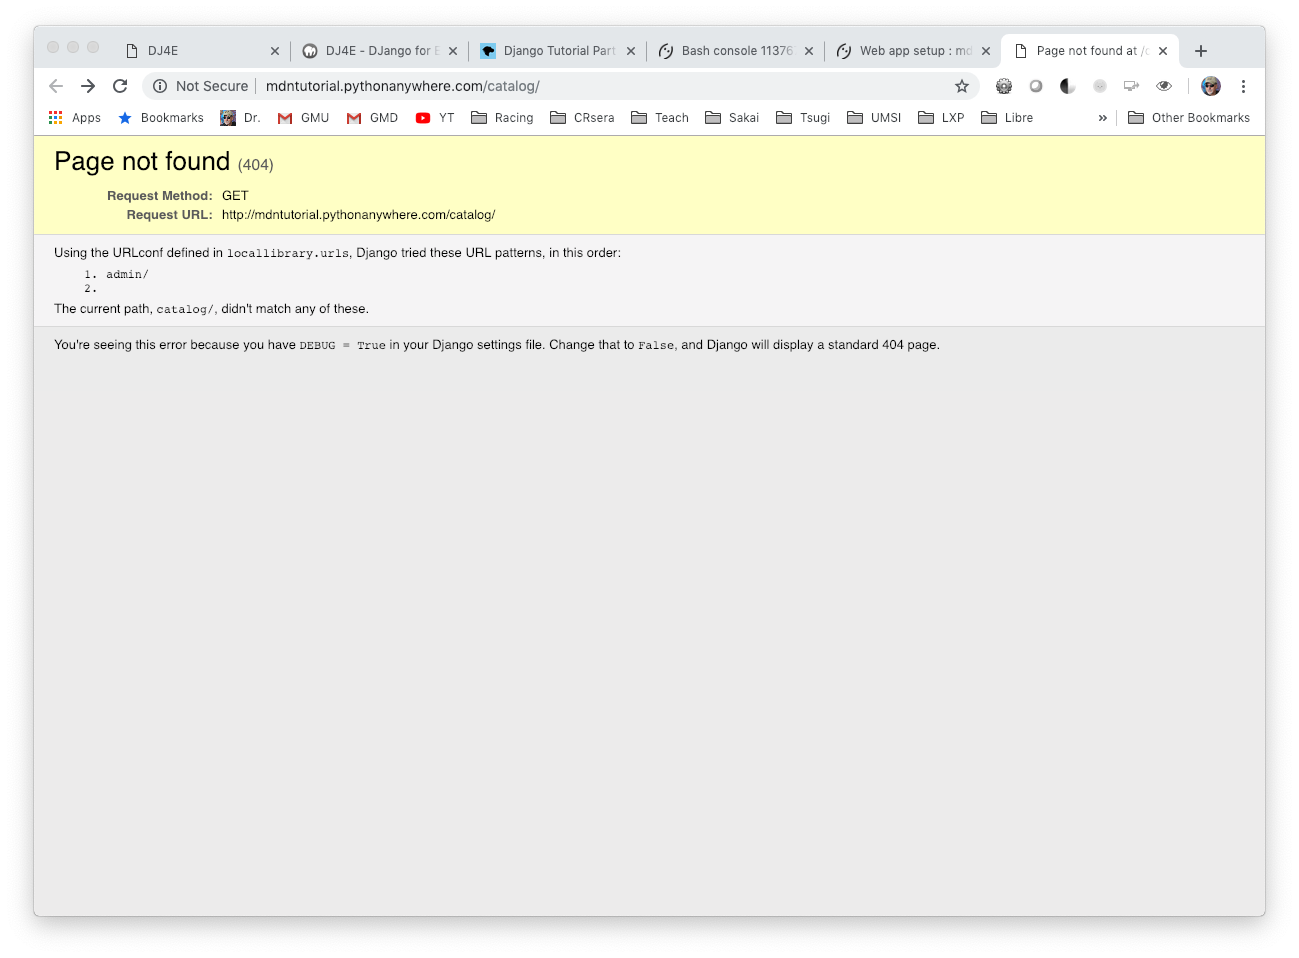 DJ4E
DJ4E - DJango for E
Django Tutorial Part
Bash console 11376
Web app setup : md
Page not found at /c
Not Secure mdntutorial.pythonanywhere.com/catalog/
Apps Bookmarks Dr. GMU GMD YT Racing CRsera Teach Sakai Tsugi UMSI LXP Libre » Other Bookmarks
Page not found (404)
Request Method: GET
Request URL: http://mdntutorial.pythonanywhere.com/catalog/
Using the URLconf defined in locallibrary.urls, Django tried these URL patterns, in this order:
1. admin/
2.
The current path, catalog/, didn't match any of these.
You're seeing this error because you have DEBUG = True in your Django settings file. Change that to False, and Django will display a standard 404 page.